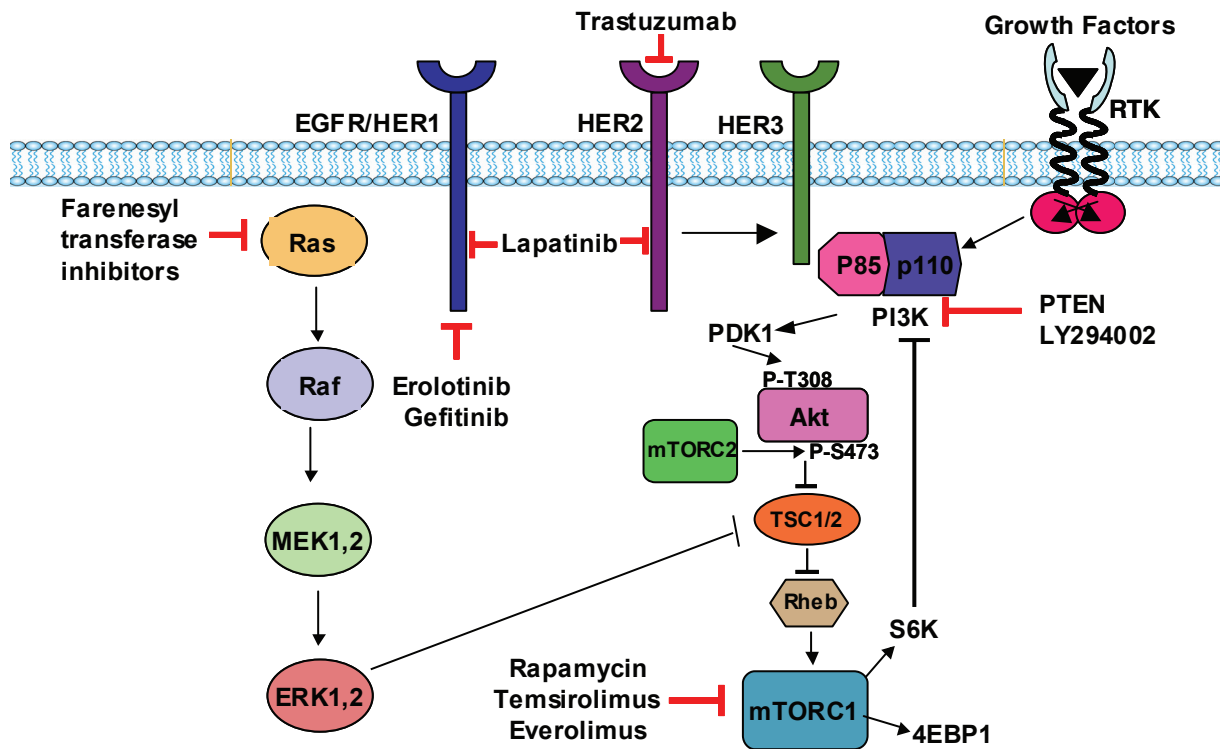 Trastuzumab
Growth Factors
RTK
EGFR/HER1
HER2
HER3
Farenesyl
transferase
inhibitors
Ras
Lapatinib
P85
p110
PI3K
PTEN
LY294002
PDK1
P-T308
Raf
Erolotinib
Gefitinib
Akt
mTORC2
P-S473
TSC1/2
MEK1,2
Rheb
S6K
Rapamycin
Temsirolimus
Everolimus
ERK1,2
mTORC1
4EBP1